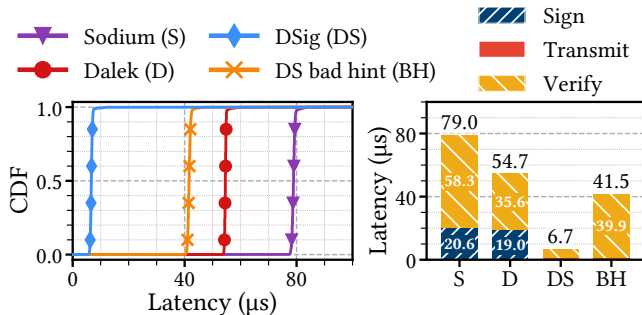 Sodium (S)
DSig (DS)
Dalek (D)
DS bad hint (BH)
Sign
Transmit
Verify
CDF
1.0
0.5
0.0
0
40
80
Latency (µs)
Latency (µs)
80
40
0
79.0
58.3
20.6
54.7
35.6
19.0
6.7
41.5
39.9
S
D
DS
BH